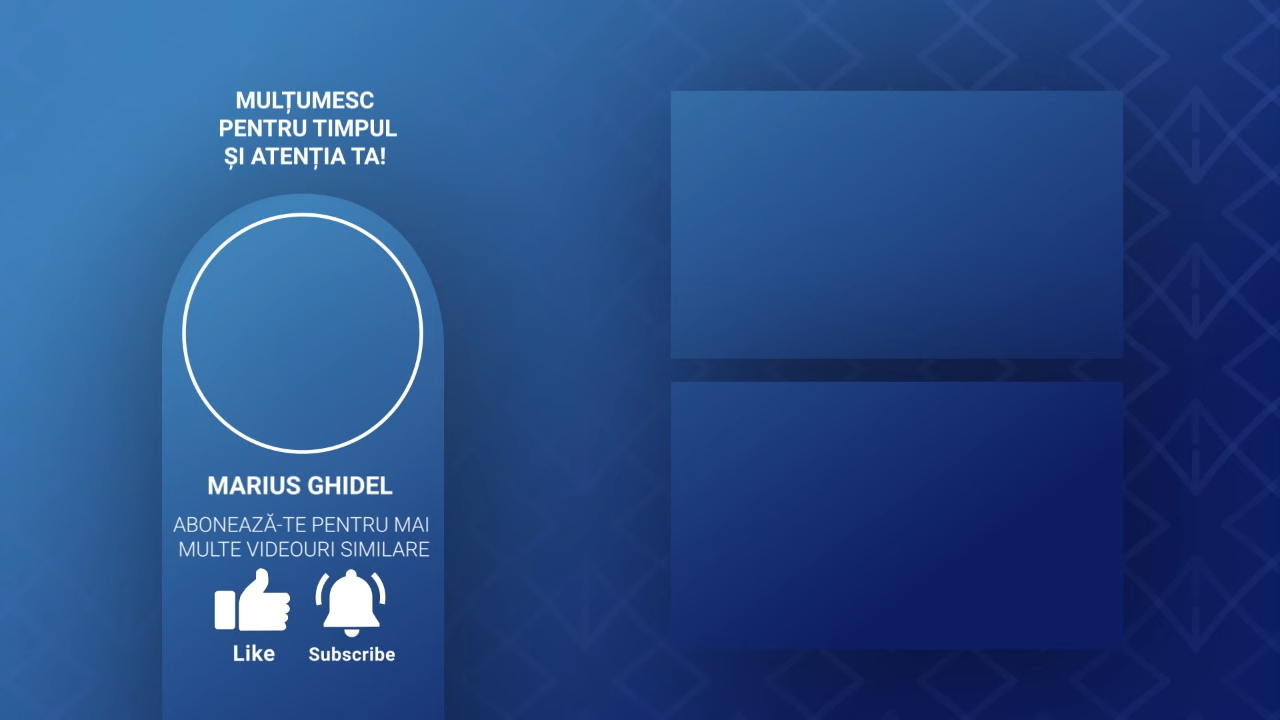 MULȚUMESC
PENTRU TIMPUL
ȘI ATENȚIA TA!
MARIUS GHIDEL
ABONEAZĂ-TE PENTRU MAI
MULTE VIDEOURI SIMILARE
Like
Subscribe